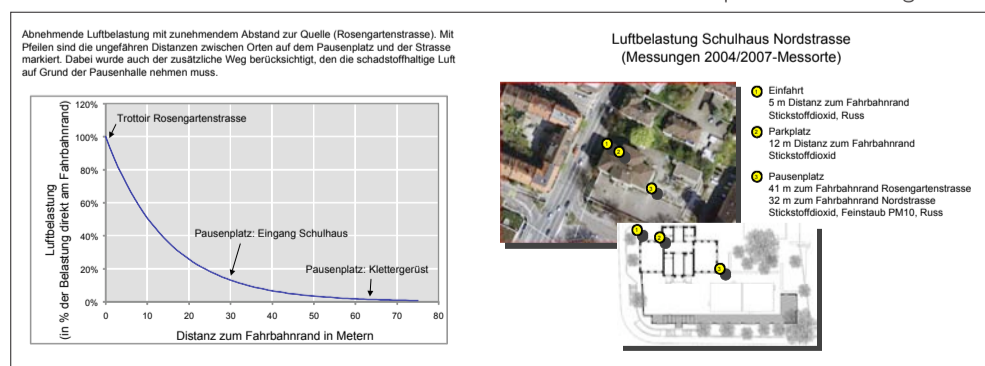 Abnehmende Luftbelastung mit zunehmendem Abstand zur Quelle (Rosengartenstrasse). Mit
Pfeilen sind die ungefähren Distanzen zwischen Orten auf dem Pausenplatz und der Strasse
markiert. Dabei wurde auch der zusätzliche Weg berücksichtigt, den die schadstoffhaltige Luft
auf Grund der Pausenhalle nehmen muss.
Luftbelastung
(in % der Belastung direkt am Fahrbahnrand)
120%
100%
80%
60%
40%
20%
0%
Trottoir Rosengartenstrasse
Pausenplatz: Eingang Schulhaus
Pausenplatz: Klettergerüst
0 10 20 30 40 50 60 70 80
Distanz zum Fahrbahnrand in Metern
Luftbelastung Schulhaus Nordstrasse
(Messungen 2004/2007-Messorte)
1
2
3
1 Einfahrt
5 m Distanz zum Fahrbahnrand
Stickstoffdioxid, Russ
2 Parkplatz
12 m Distanz zum Fahrbahnrand
Stickstoffdioxid
3 Pausenplatz
41 m zum Fahrbahnrand Rosengartenstrasse
32 m zum Fahrbahnrand Nordstrasse
Stickstoffdioxid, Feinstaub PM10, Russ
1
2
3